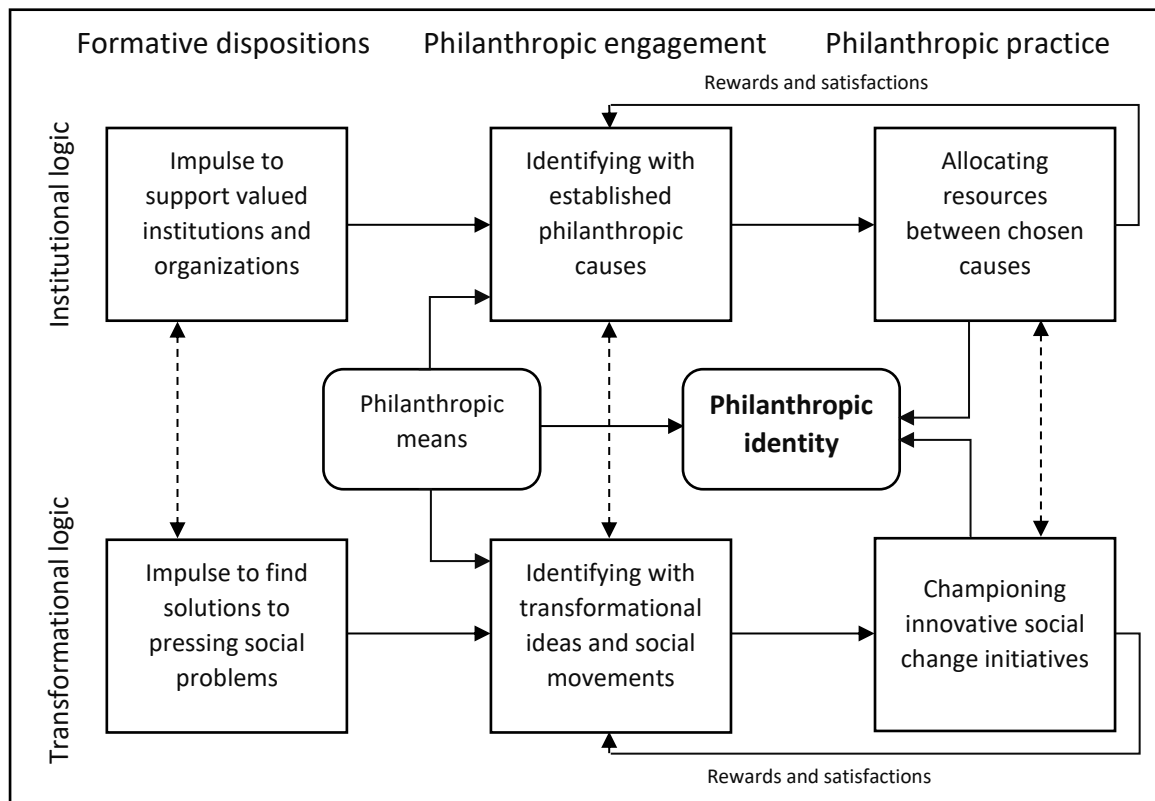 Formative dispositions
Philanthropic engagement
Philanthropic practice
Rewards and satisfactions
Institutional logic
Impulse to
support valued
institutions and
organizations
Identifying with
established
philanthropic
causes
Allocating
resources
between chosen
causes
Philanthropic
means
Philanthropic
identity
Transformational logic
Impulse to find
solutions to
pressing social
problems
Identifying with
transformational
ideas and social
movements
Championing
innovative social
change initiatives
Rewards and satisfactions